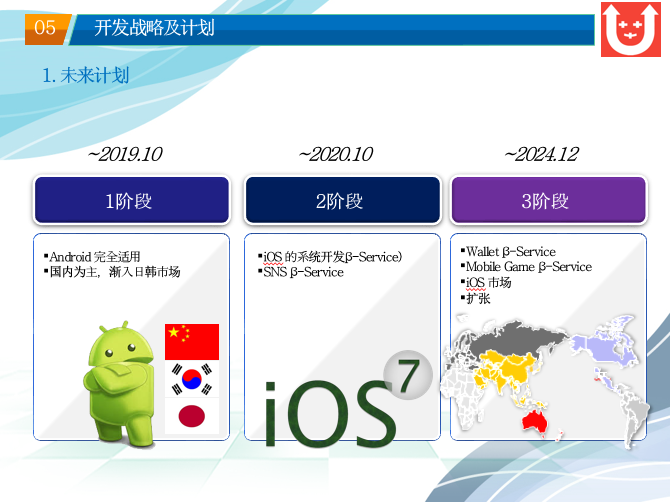 05 开发战略及计划
1. 未来计划
~2019.10 ~2020.10 ~2024.12
1阶段 2阶段 3阶段
▪Android 完全适用
▪国内为主，渐入日韩市场
▪iOS 的系统开发β-Service)
▪SNS β-Service
▪Wallet β-Service
▪Mobile Game β-Service
▪iOS 市场
▪扩张
iOS 7